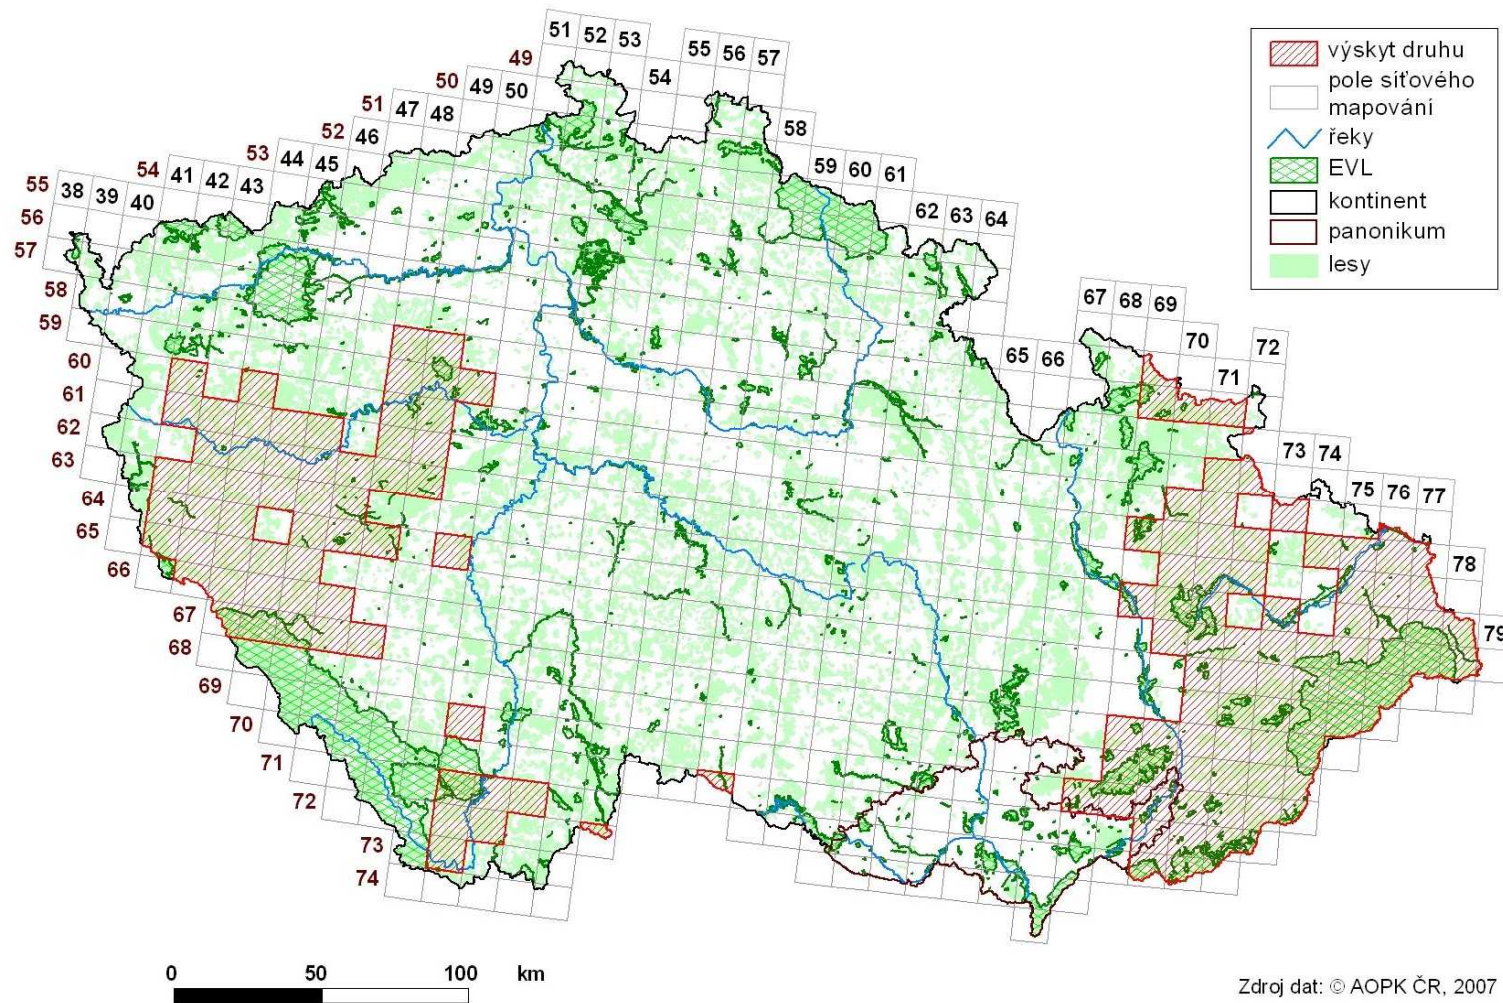 51 52 53
55 56 57
49
54
50
49 50
51
47 48
58
52
46
53
44 45
59 60 61
54
41 42 43
62 63 64
55
38 39 40
56
57
58
67 68 69
59
70
72
60
65 66
71
61
62
73 74
63
75 76 77
64
65
78
66
67
79
68
69
70
71
72
73
74
výskyt druhu
pole síťového
mapování
řeky
EVL
kontinent
panonikum
lesy
0 50 100 km
Zdroj dat: © AOPK ČR, 2007